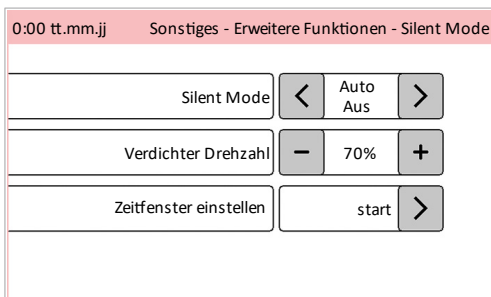 0:00 tt.mm.jj Sonstiges - Erweitere Funktionen - Silent Mode
Silent Mode < Auto >
Aus
Verdichter Drehzahl − 70% +
Zeitfenster einstellen start >